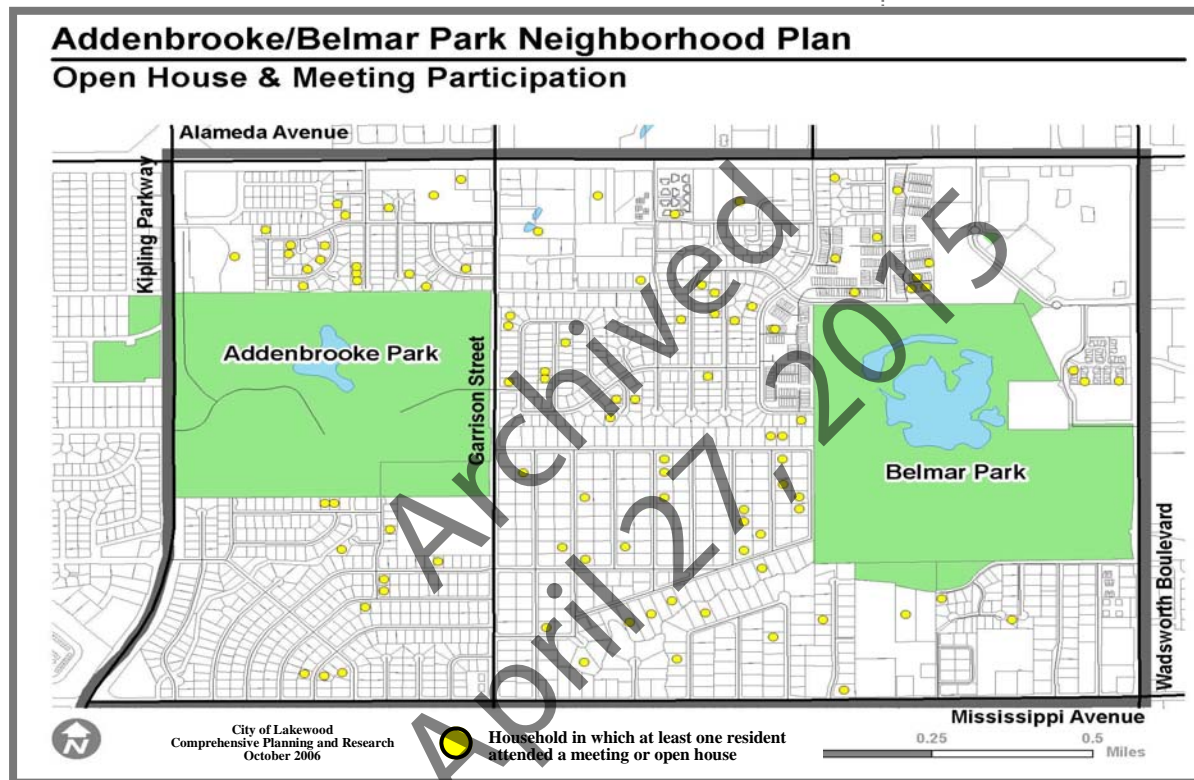 Addenbrooke/Belmar Park Neighborhood Plan
Open House & Meeting Participation
Alameda Avenue
Kipling Parkway
Addenbrooke Park
Garrison Street
Belmar Park
Wadsworth Boulevard
Archived
April 27, 2015
Mississippi Avenue
N
City of Lakewood
Comprehensive Planning and Research
October 2006
Household in which at least one resident
attended a meeting or open house
0.25 0.5
Miles